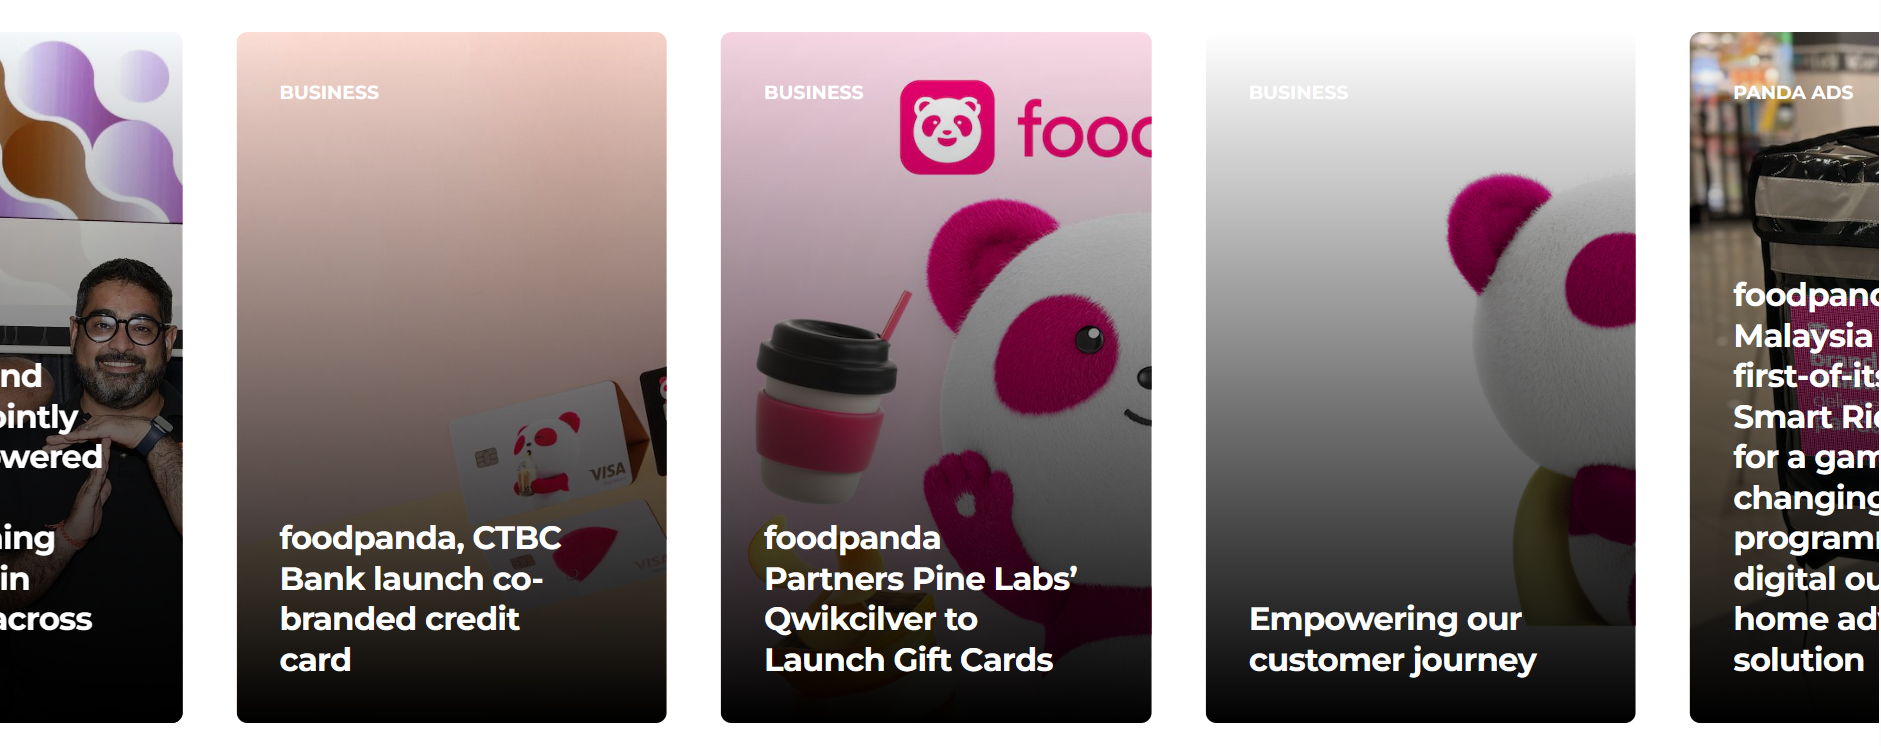 nd
ointly
wered
ing
in
across
BUSINESS
VISA
VISA
foodpanda, CTBC
Bank launch co-
branded credit
card
BUSINESS
food
foodpanda
Partners Pine Labs’
Qwikcilver to
Launch Gift Cards
BUSINESS
Empowering our
customer journey
PANDA ADS
foodpand
Malaysia
first-of-its
Smart Ri
for a gam
changing
program
digital ou
home ad
solution